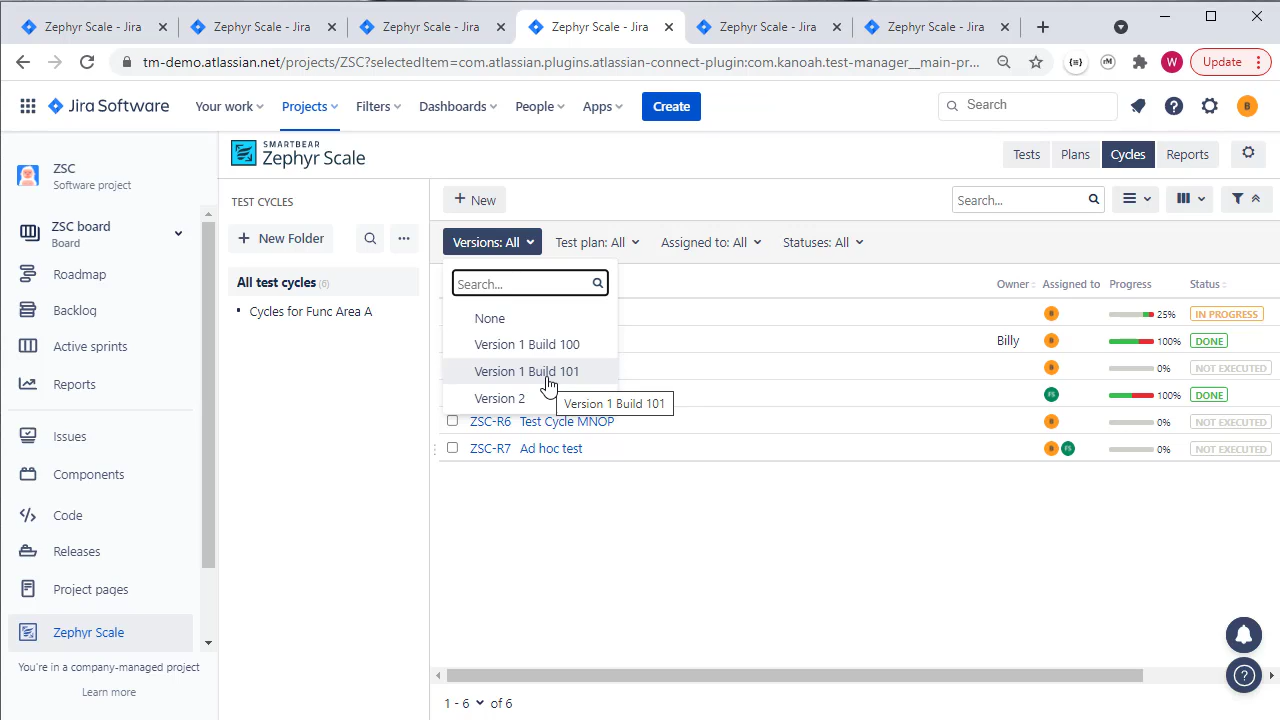 Zephyr Scale - Jira
Zephyr Scale - Jira
Zephyr Scale - Jira
Zephyr Scale - Jira
Zephyr Scale - Jira
Zephyr Scale - Jira
tm-demo.atlassian.net/projects/ZSC?selectedItem=com.atlassian.plugins.atlassian-connect-plugin:com.kanoah.test-manager__main-pr...
rM
W
Update
Jira Software
Your work
Projects
Filters
Dashboards
People
Apps
Create
Search
B
ZSC
Software project
ZSC board
Board
Roadmap
Backlog
Active sprints
Reports
Issues
Components
Code
Releases
Project pages
Zephyr Scale
You're in a company-managed project
Learn more
SMARTBEAR
Zephyr Scale
Tests
Plans
Cycles
Reports
TEST CYCLES
New Folder
All test cycles (6)
Cycles for Func Area A
New
Search...
Versions: All
Test plan: All
Assigned to: All
Statuses: All
Search...
None
Version 1 Build 100
Version 1 Build 101
Version 2
Version 1 Build 101
Owner
Assigned to
Progress
Status
B 25% IN PROGRESS
Billy B 100% DONE
B 0% NOT EXECUTED
FS 100% DONE
ZSC-R6 Test Cycle MNOP B 0% NOT EXECUTED
ZSC-R7 Ad hoc test B FS 0% NOT EXECUTED
1 - 6 of 6